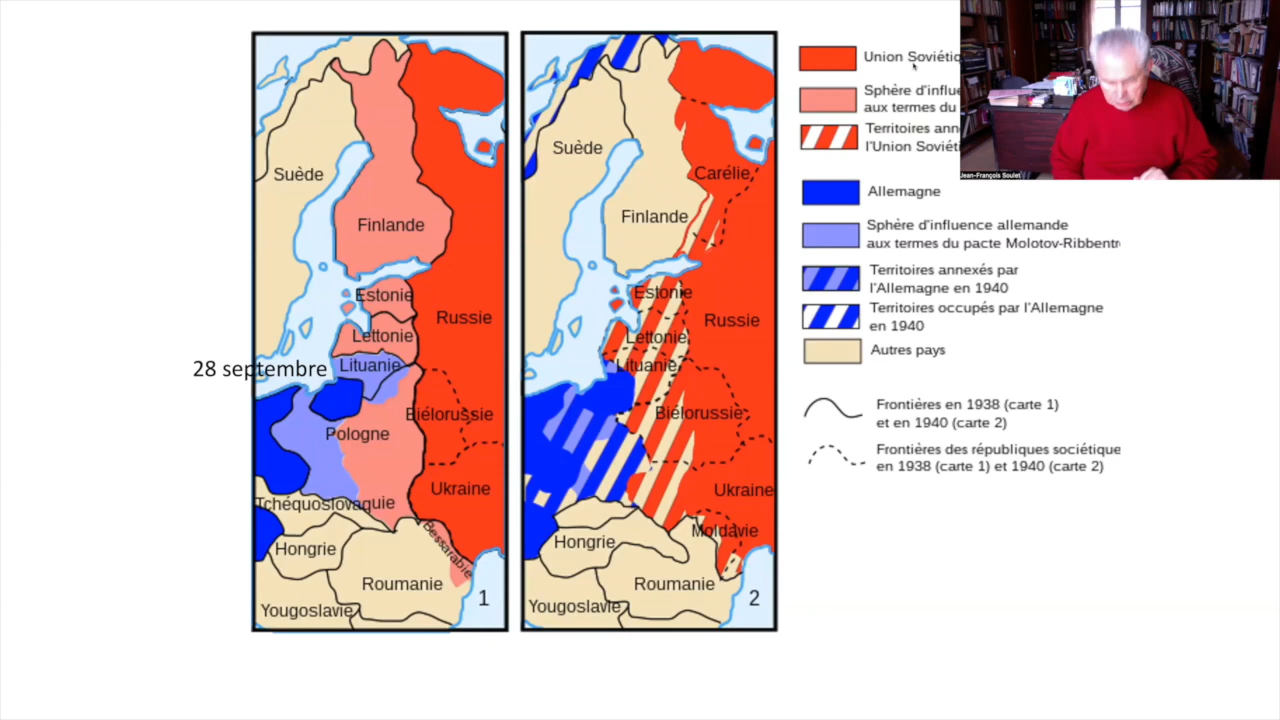 Suède
Finlande
Estonie
Lettonie
Lituanie
28 septembre
Russie
Biélorussie
Pologne
Ukraine
Tchéquoslovaquie
Bessarabie
Hongrie
Roumanie
Yougoslavie
1
Suède
Carélie
Finlande
Estonie
Russie
Lettonie
Lituanie
Biélorussie
Ukraine
Moldavie
Hongrie
Roumanie
Yougoslavie
2
Union Soviétiq
Sphère d'influe
aux termes du
Territoires ann
l'Union Soviéti
Allemagne
Sphère d'influence allemande
aux termes du pacte Molotov-Ribbentr
Territoires annexés par
l'Allemagne en 1940
Territoires occupés par l'Allemagne
en 1940
Autres pays
Frontières en 1938 (carte 1)
et en 1940 (carte 2)
Frontières des républiques sociétique
en 1938 (carte 1) et 1940 (carte 2)
Jean-François Soulet